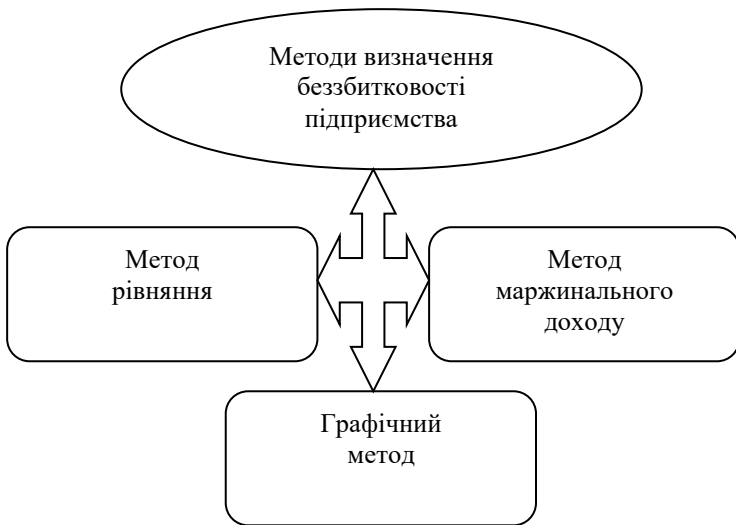 Методи визначення
беззбитковості
підприємства
Метод
рівняння
Метод
маржинального
доходу
Графічний
метод